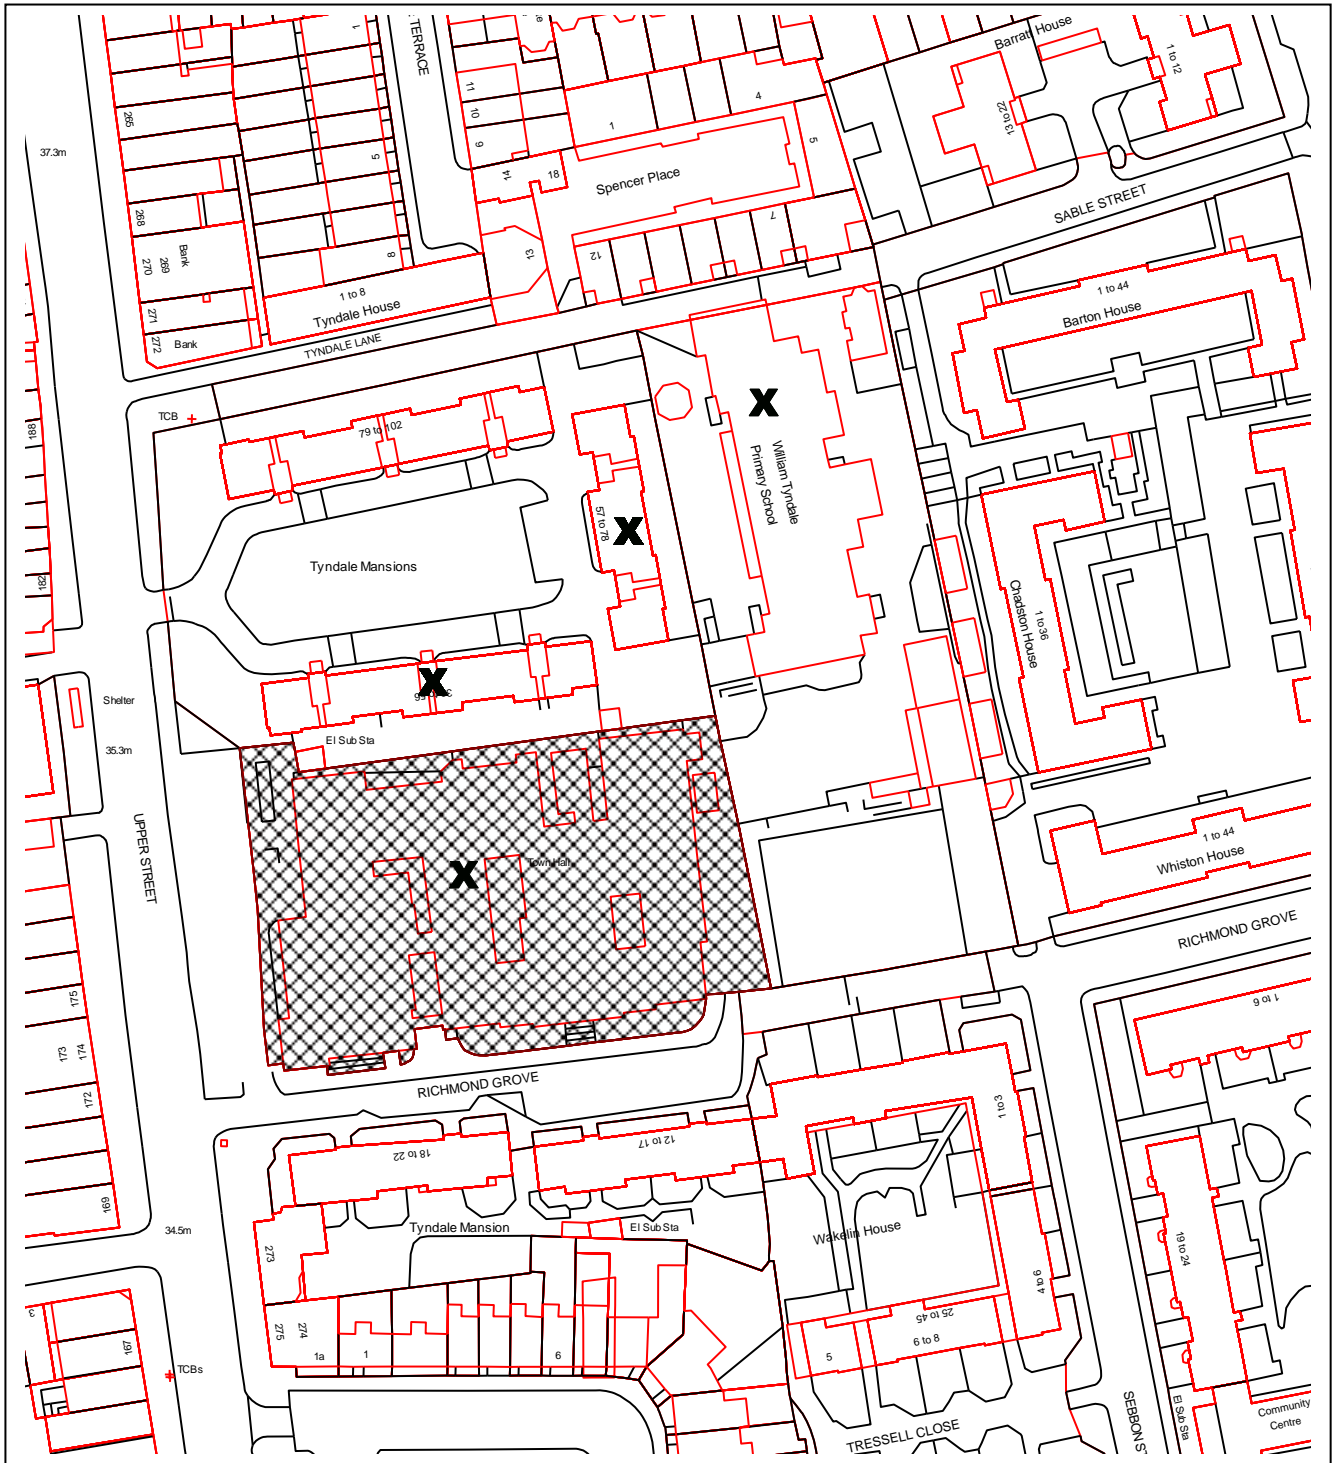 TERRACE
Barratt House
1 to 12
13 to 22
1
11
10
9
4
1
5
265
37.3m
5
14
18
Spencer Place
SABLE STREET
268
7
Bank
269
270
8
13
12
1 to 8
Tyndale House
1 to 44
Barton House
271
272
Bank
TYNDALE LANE
TCB
188
79 to 102
William Tyndale
Primary School
57 to 78
Tyndale Mansions
182
Chadston House
1 to 36
Shelter
El Sub Sta
35.3m
UPPER STREET
Town Hall
1 to 44
Whiston House
RICHMOND GROVE
175
174
173
172
1 to 6
RICHMOND GROVE
1 to 3
18 to 22
12 to 17
169
34.5m
Tyndale Mansion
El Sub Sta
Wakelin House
273
19 to 24
4 to 6
3
275
274
1a
1
6
25 to 45
6 to 8
5
167
TCBs
TRESSELL CLOSE
SEBBON ST
El Sub Sta
Community
Centre